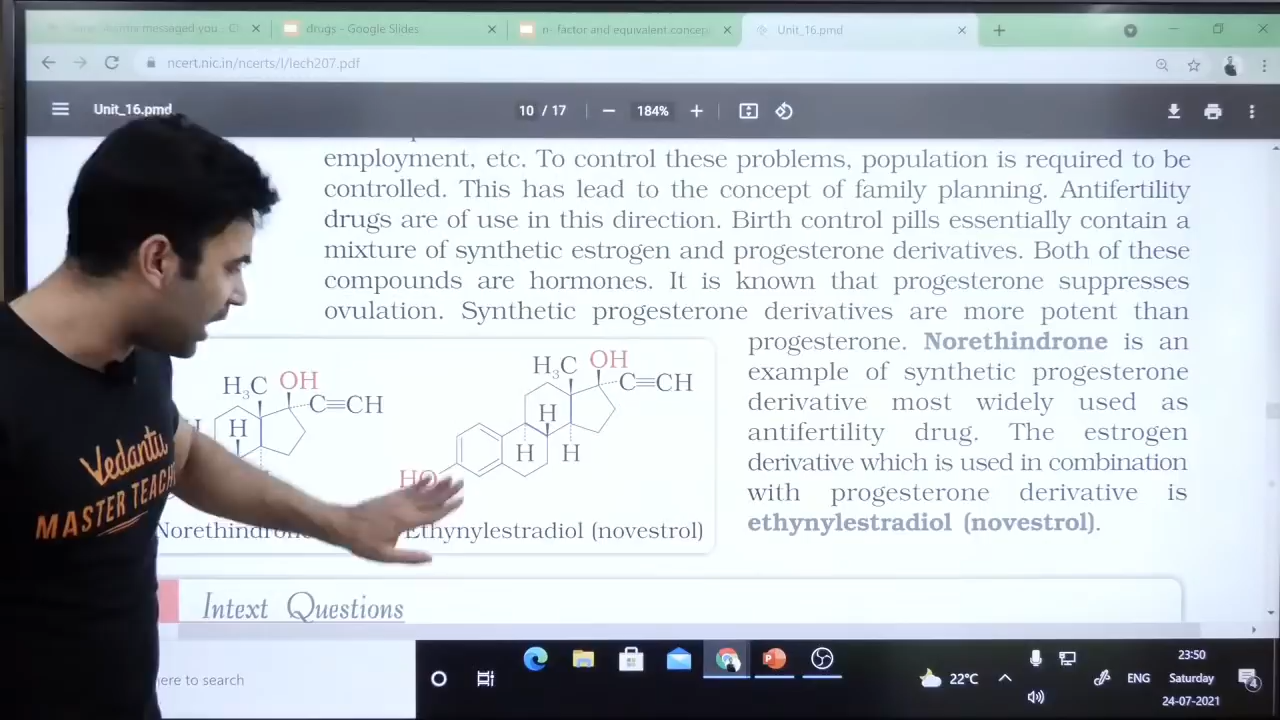 messaged you
drugs - Google Slides
n- factor and equivalent concep
Unit_16.pmd
ncert.nic.in/ncerts/l/lech207.pdf
Unit_16.pmd
10 / 17
184%
employment, etc. To control these problems, population is required to be
controlled. This has lead to the concept of family planning. Antifertility
drugs are of use in this direction. Birth control pills essentially contain a
mixture of synthetic estrogen and progesterone derivatives. Both of these
compounds are hormones. It is known that progesterone suppresses
ovulation. Synthetic progesterone derivatives are more potent than
progesterone. Norethindrone is an
example of synthetic progesterone
derivative most widely used as
antifertility drug. The estrogen
derivative which is used in combination
with progesterone derivative is
ethynylestradiol (novestrol).
H₃C OH
C≡CH
H
H₃C OH
C≡CH
H
H H
HO
Norethindrone
Ethynylestradiol (novestrol)
Intext Questions
Vedantu
MASTER TEACH
ere to search
22°C
ENG
23:50
Saturday
24-07-2021
4